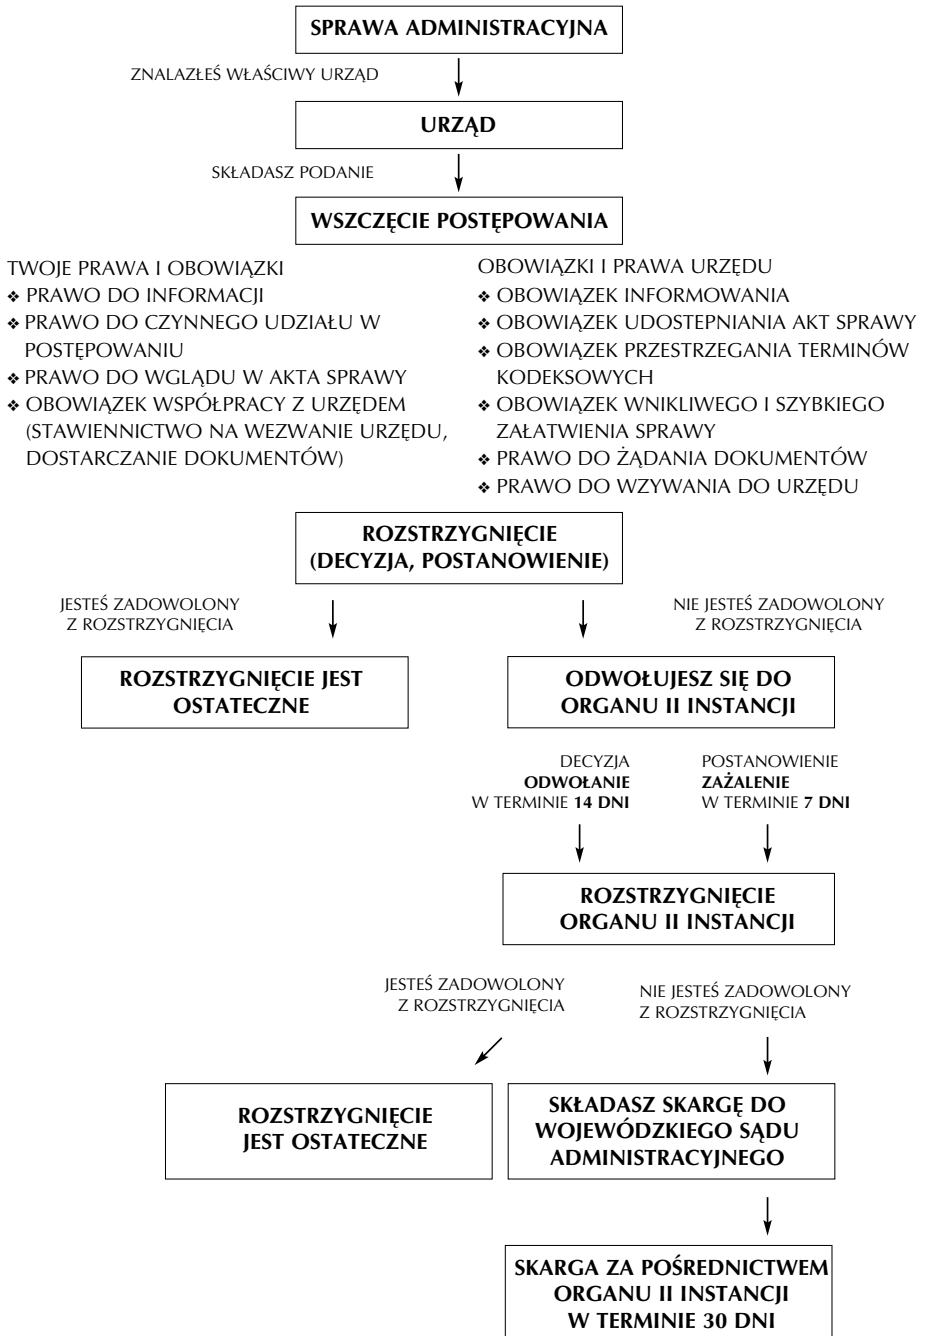 SPRAWA ADMINISTRACYJNA
ZNALAZŁEŚ WŁAŚCIWY URZĄD
URZĄD
SKŁADASZ PODANIE
WSZCZĘCIE POSTĘPOWANIA
TWOJE PRAWA I OBOWIĄZKI
❖ PRAWO DO INFORMACJI
❖ PRAWO DO CZYNNEGO UDZIAŁU W
POSTĘPOWANIU
❖ PRAWO DO WGLĄDU W AKTA SPRAWY
❖ OBOWIĄZEK WSPÓŁPRACY Z URZĘDEM
(STAWIENNICTWO NA WEZWANIE URZĘDU,
DOSTARCZANIE DOKUMENTÓW)
OBOWIĄZKI I PRAWA URZĘDU
❖ OBOWIĄZEK INFORMOWANIA
❖ OBOWIĄZEK UDOSTEPNIANIA AKT SPRAWY
❖ OBOWIĄZEK PRZESTRZEGANIA TERMINÓW
KODEKSOWYCH
❖ OBOWIĄZEK WNIKLIWEGO I SZYBKIEGO
ZAŁATWIENIA SPRAWY
❖ PRAWO DO ŻĄDANIA DOKUMENTÓW
❖ PRAWO DO WZYWANIA DO URZĘDU
ROZSTRZYGNIĘCIE
(DECYZJA, POSTANOWIENIE)
JESTEŚ ZADOWOLONY
Z ROZSTRZYGNIĘCIA
NIE JESTEŚ ZADOWOLONY
Z ROZSTRZYGNIĘCIA
ROZSTRZYGNIĘCIE JEST
OSTATECZNE
ODWOŁUJESZ SIĘ DO
ORGANU II INSTANCJI
DECYZJA
ODWOŁANIE
W TERMINIE 14 DNI
POSTANOWIENIE
ZAŻALENIE
W TERMINIE 7 DNI
ROZSTRZYGNIĘCIE
ORGANU II INSTANCJI
JESTEŚ ZADOWOLONY
Z ROZSTRZYGNIĘCIA
NIE JESTEŚ ZADOWOLONY
Z ROZSTRZYGNIĘCIA
ROZSTRZYGNIĘCIE
JEST OSTATECZNE
SKŁADASZ SKARGĘ DO
WOJEWÓDZKIEGO SĄDU
ADMINISTRACYJNEGO
SKARGA ZA POŚREDNICTWEM
ORGANU II INSTANCJI
W TERMINIE 30 DNI